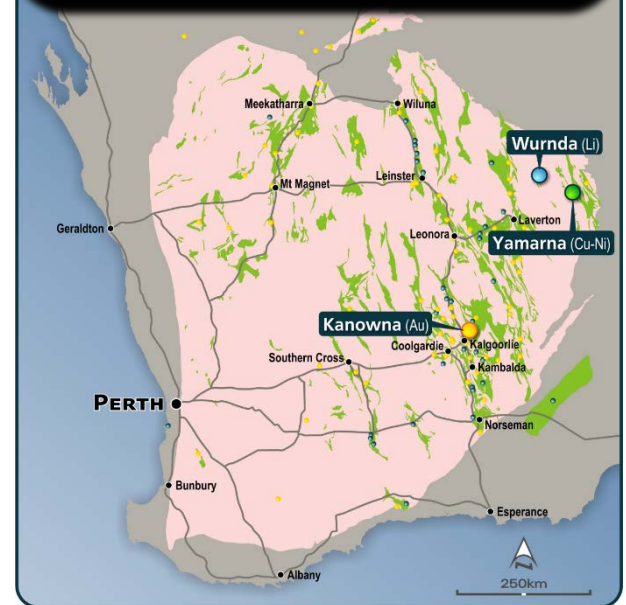 Meekatharra
Wiluna
Wurnda (Li)
Mt Magnet
Leinster
Yamarna (Cu-Ni)
Laverton
Geraldton
Leonora
Kanowna (Au)
Kalgoorlie
Coolgardie
Southern Cross
Kambalda
PERTH
Norseman
Bunbury
Esperance
Albany
250km